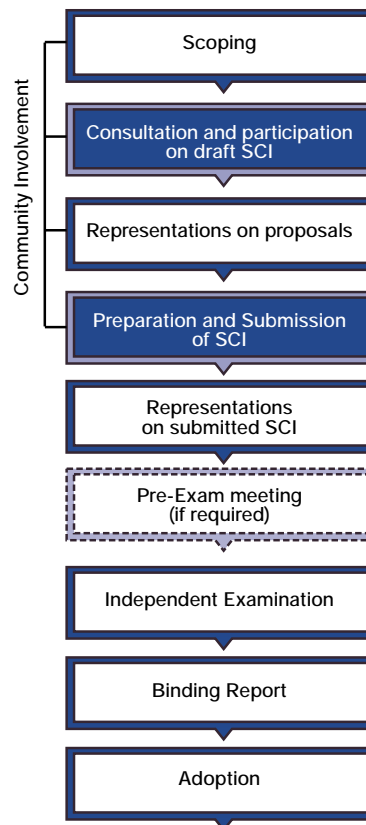 Community Involvement
Scoping
Consultation and participation
on draft SCI
Representations on proposals
Preparation and Submission
of SCI
Representations
on submitted SCI
Pre-Exam meeting
(if required)
Independent Examination
Binding Report
Adoption